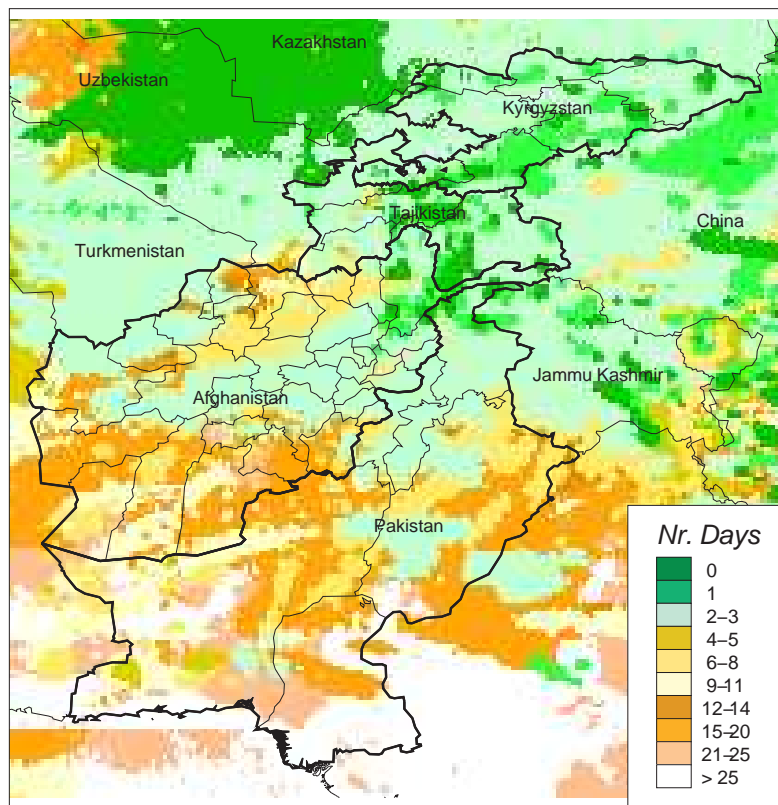 Kazakhstan
Uzbekistan
Kyrgyzstan
Tajikistan
China
Turkmenistan
Jammu Kashmir
Afghanistan
Pakistan
Nr. Days
0
1
2–3
4–5
6–8
9–11
12–14
15–20
21–25
> 25